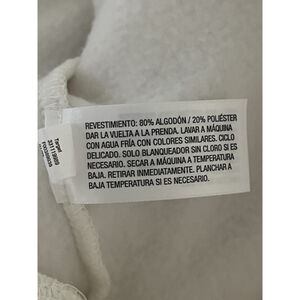 REVESTIMIENTO: 80% ALGODÓN / 20% POLIÉSTER
DAR LA VUELTA A LA PRENDA. LAVAR A MÁQUINA
CON AGUA FRÍA CON COLORES SIMILARES. CICLO
DELICADO. SOLO BLANQUEADOR SIN CLORO SI ES
NECESARIO. SECAR A MÁQUINA A TEMPERATURA
BAJA. RETIRAR INMEDIATAMENTE. PLANCHAR A
BAJA TEMPERATURA SI ES NECESARIO.
Target